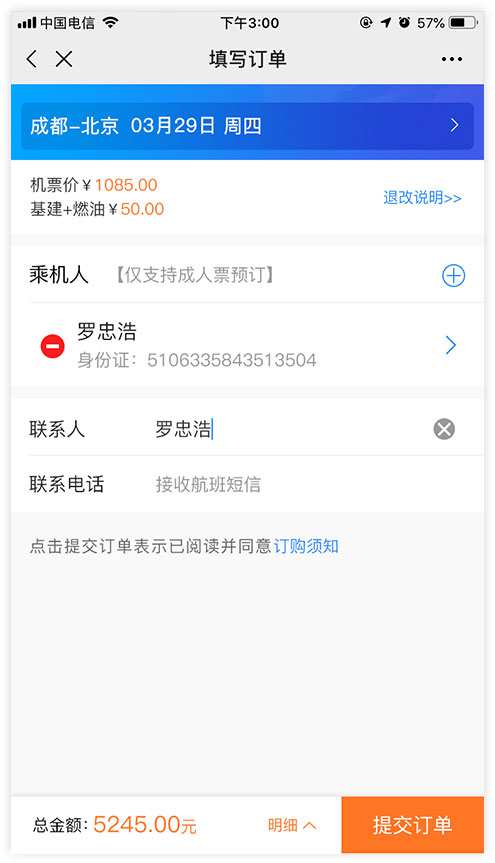 中国电信 下午3:00 57%
填写订单
成都-北京 03月29日 周四
机票价¥1085.00
基建+燃油¥50.00
退改说明>>
乘机人 【仅支持成人票预订】
罗忠浩
身份证: 5106335843513504
联系人 罗忠浩
联系电话 接收航班短信
点击提交订单表示已阅读并同意订购须知
总金额: 5245.00元 明细 提交订单